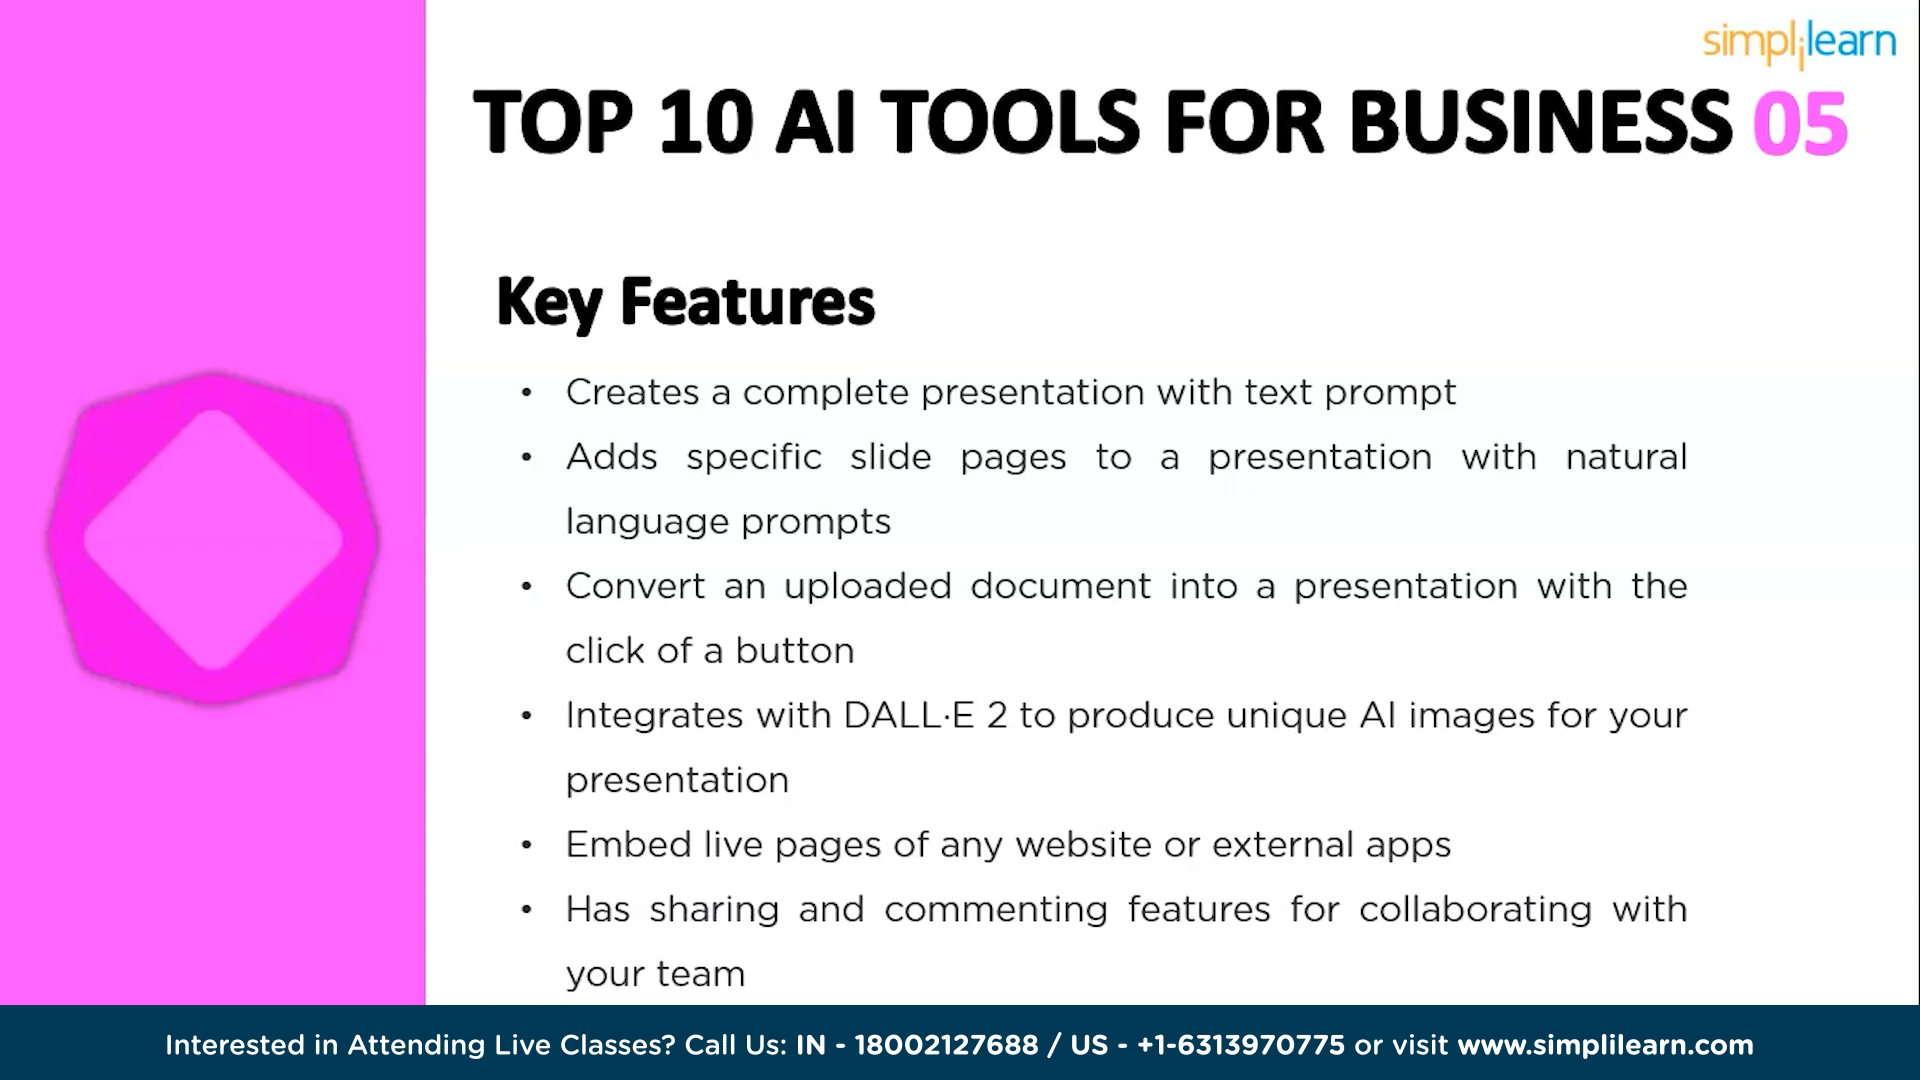 simplilearn
TOP 10 AI TOOLS FOR BUSINESS 05
Key Features
• Creates a complete presentation with text prompt
• Adds specific slide pages to a presentation with natural
language prompts
• Convert an uploaded document into a presentation with the
click of a button
• Integrates with DALL·E 2 to produce unique AI images for your
presentation
• Embed live pages of any website or external apps
• Has sharing and commenting features for collaborating with
your team
Interested in Attending Live Classes? Call Us: IN - 18002127688 / US - +1-6313970775 or visit www.simplilearn.com